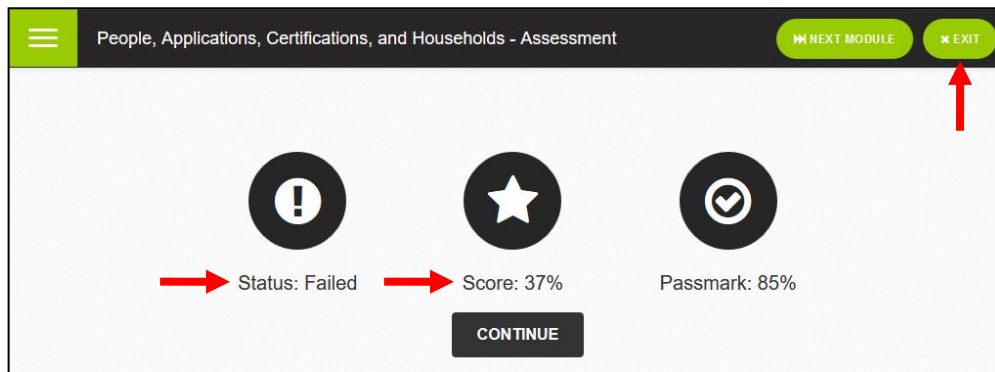 People, Applications, Certifications, and Households - Assessment
NEXT MODULE
EXIT
Status: Failed
Score: 37%
Passmark: 85%
CONTINUE